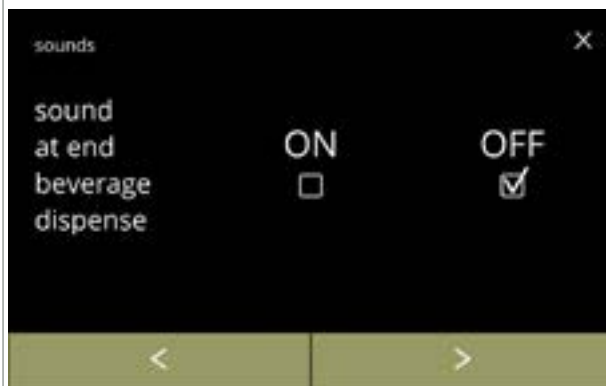 sounds
sound
at end
beverage
dispense
ON
OFF
< >